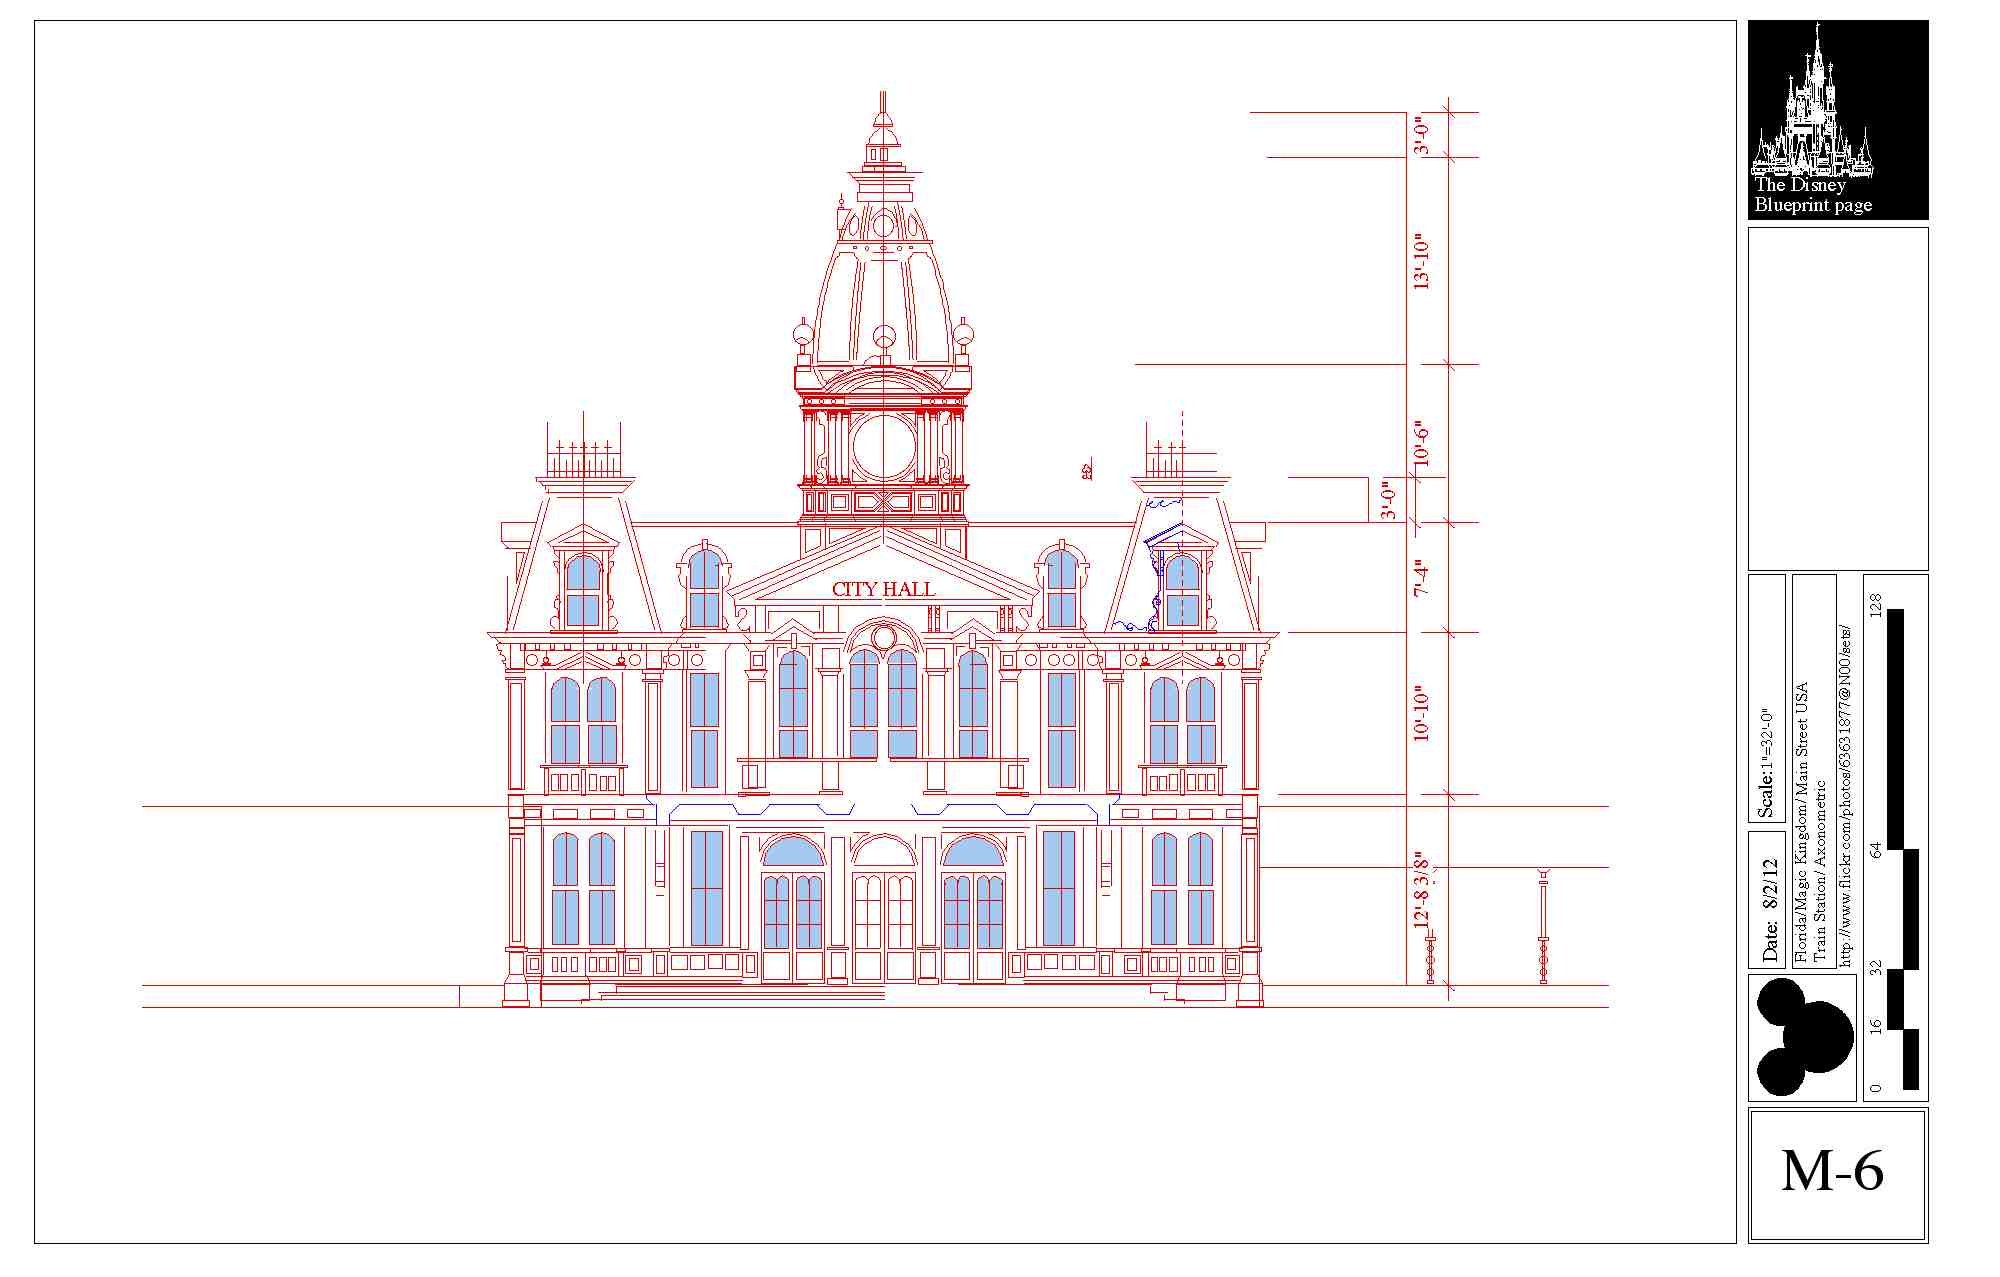 The Disney
Blueprint page
3'-0"
13'-10"
10'-6"
3'-0"
7'-4"
CITY HALL
10'-10"
12'-8 3/8"
Scale:1"=32'-0"
Date: 8/2/12
Florida/Magic Kingdom/ Main Street USA
Train Station/ Axonometric
http://www.flickr.com/photos/63631877@N00/sets/
128
64
32
16
0
M-6